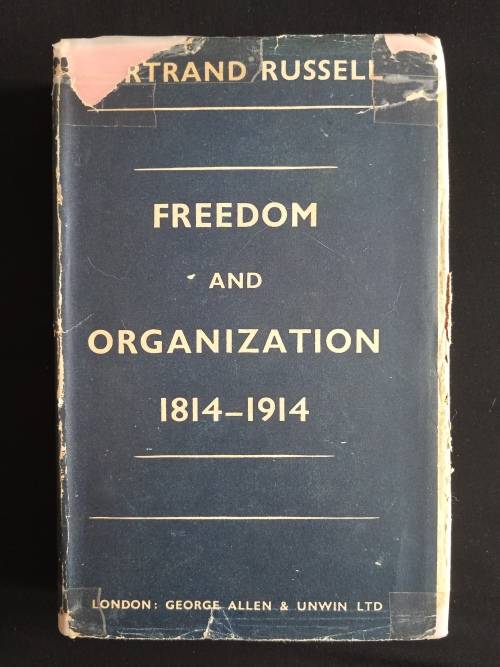 RTRAND RUSSELL
FREEDOM
AND
ORGANIZATION
1814–1914
LONDON: GEORGE ALLEN & UNWIN LTD